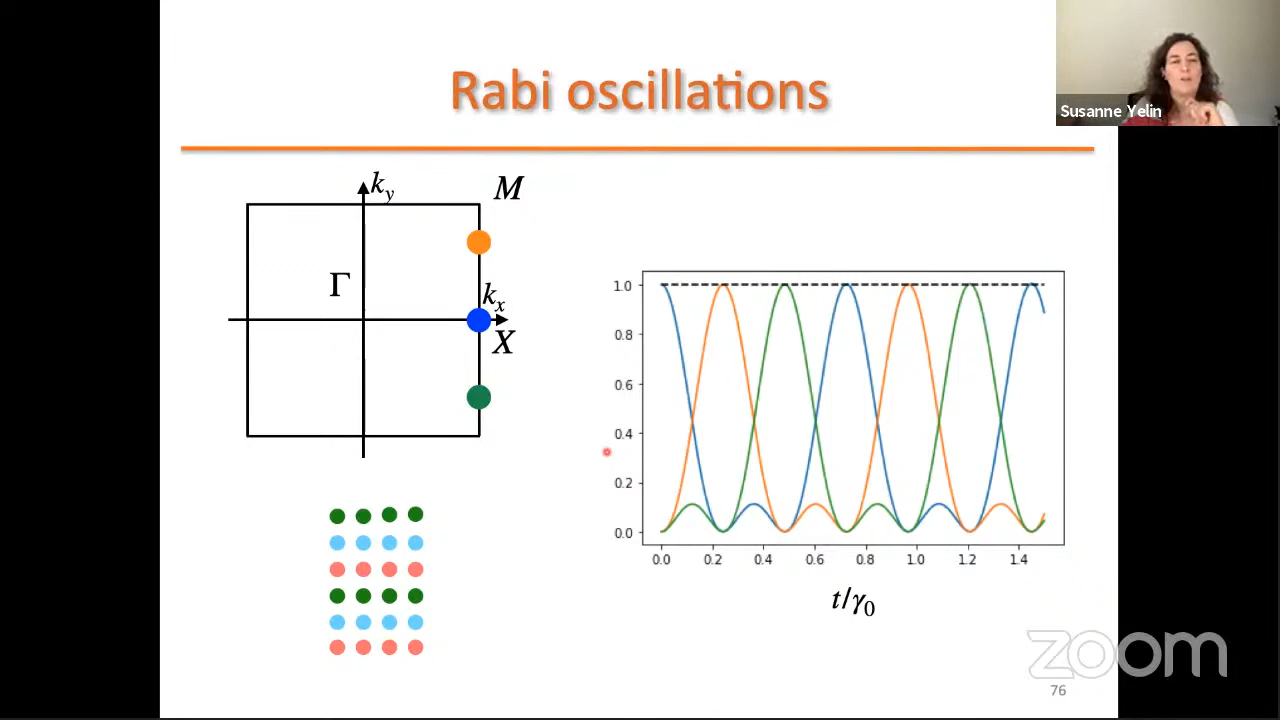 Rabi oscillations
Susanne Yelin
k_y
M
Γ
k_x
X
1.0
0.8
0.6
0.4
0.2
0.0
0.0 0.2 0.4 0.6 0.8 1.0 1.2 1.4
t/γ₀
zoom
76